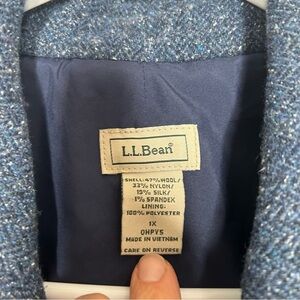 L.L.Bean®
SHELL: 47% WOOL/
33% NYLON/
19% SILK/
1% SPANDEX
LINING:
100% POLYESTER
1X
0HPV5
MADE IN VIETNAM
CARE ON REVERSE